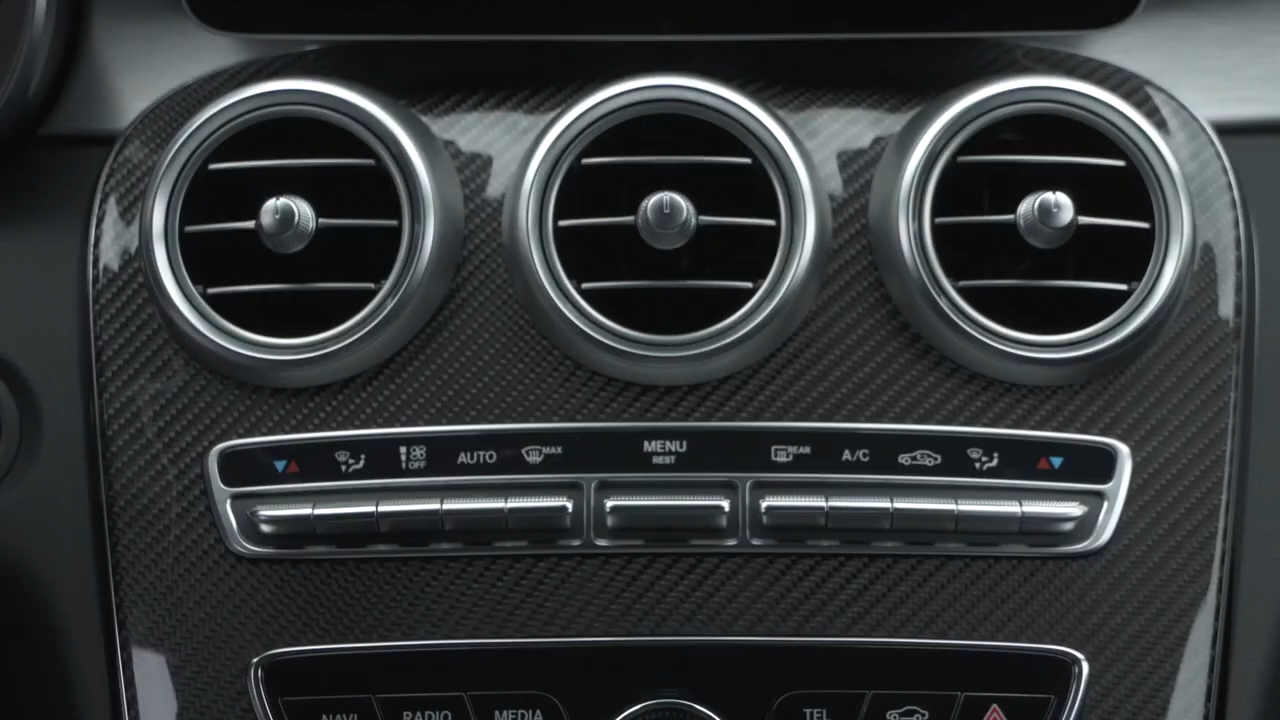 OFF
AUTO
MAX
MENU
REST
REAR
A/C
NAVI
RADIO
MEDIA
TEL